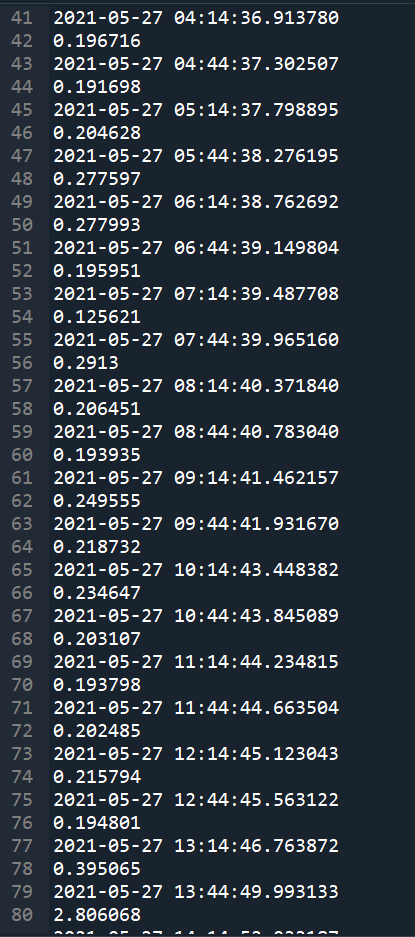 41 2021-05-27 04:14:36.913780
42 0.196716
43 2021-05-27 04:44:37.302507
44 0.191698
45 2021-05-27 05:14:37.798895
46 0.204628
47 2021-05-27 05:44:38.276195
48 0.277597
49 2021-05-27 06:14:38.762692
50 0.277993
51 2021-05-27 06:44:39.149804
52 0.195951
53 2021-05-27 07:14:39.487708
54 0.125621
55 2021-05-27 07:44:39.965160
56 0.2913
57 2021-05-27 08:14:40.371840
58 0.206451
59 2021-05-27 08:44:40.783040
60 0.193935
61 2021-05-27 09:14:41.462157
62 0.249555
63 2021-05-27 09:44:41.931670
64 0.218732
65 2021-05-27 10:14:43.448382
66 0.234647
67 2021-05-27 10:44:43.845089
68 0.203107
69 2021-05-27 11:14:44.234815
70 0.193798
71 2021-05-27 11:44:44.663504
72 0.202485
73 2021-05-27 12:14:45.123043
74 0.215794
75 2021-05-27 12:44:45.563122
76 0.194801
77 2021-05-27 13:14:46.763872
78 0.395065
79 2021-05-27 13:44:49.993133
80 2.806068